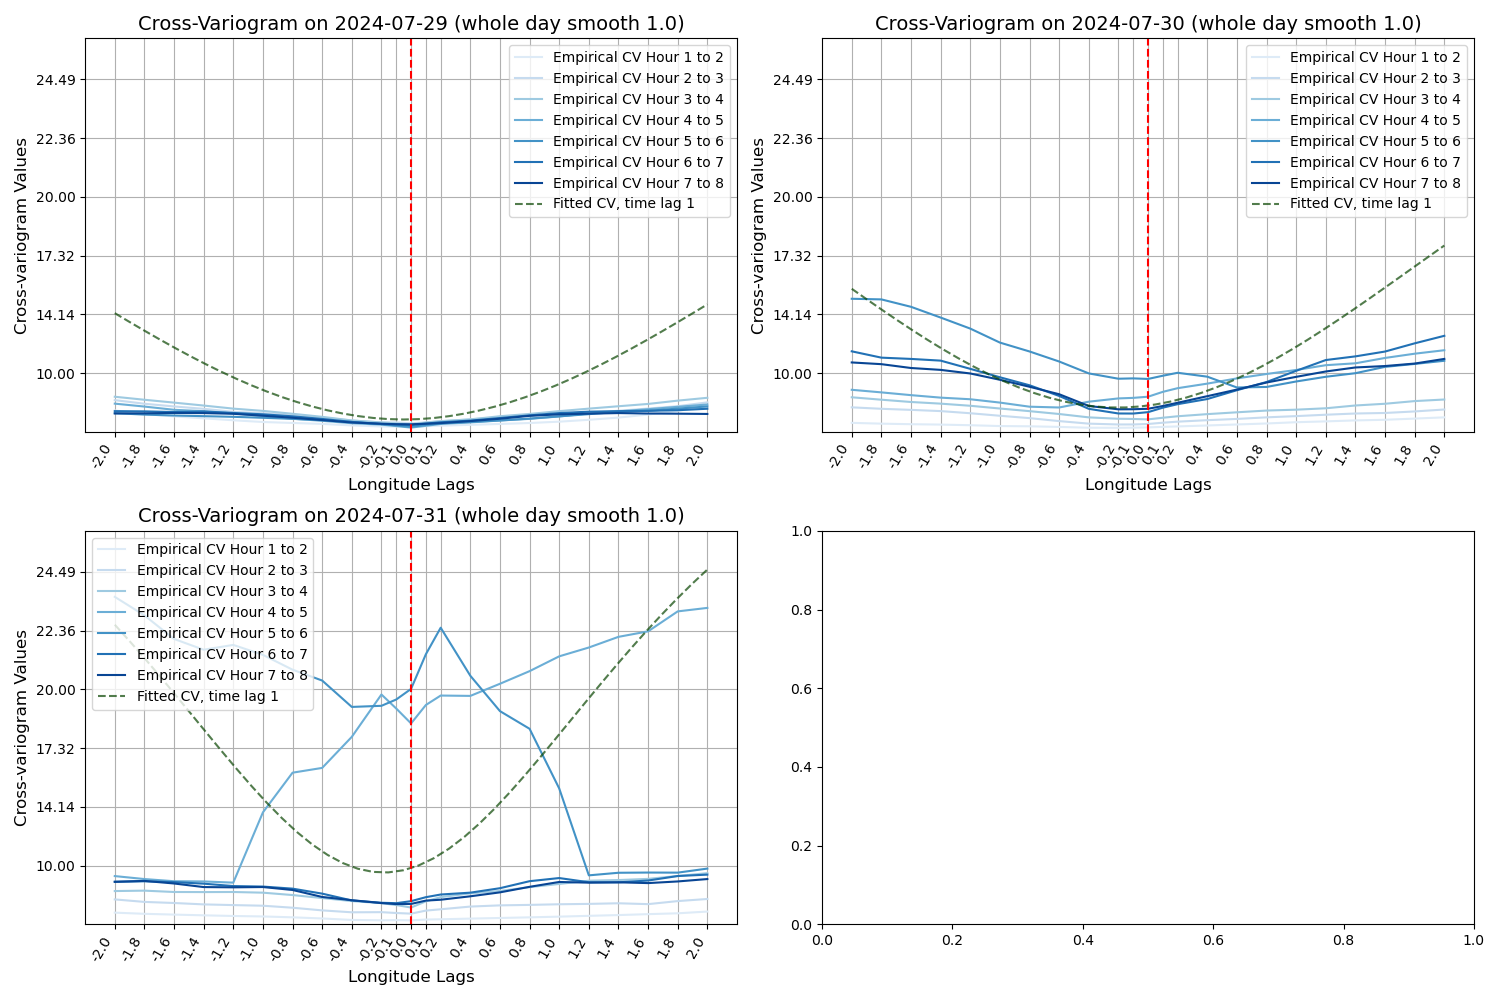 Cross-Variogram on 2024-07-29 (whole day smooth 1.0)
Cross-variogram Values
24.49
22.36
20.00
17.32
14.14
10.00
Empirical CV Hour 1 to 2
Empirical CV Hour 2 to 3
Empirical CV Hour 3 to 4
Empirical CV Hour 4 to 5
Empirical CV Hour 5 to 6
Empirical CV Hour 6 to 7
Empirical CV Hour 7 to 8
Fitted CV, time lag 1
-2.0 -1.8 -1.6 -1.4 -1.2 -1.0 -0.8 -0.6 -0.4 -0.2 -0.1 0.0 0.1 0.2 0.4 0.6 0.8 1.0 1.2 1.4 1.6 1.8 2.0
Longitude Lags
Cross-Variogram on 2024-07-30 (whole day smooth 1.0)
Cross-variogram Values
24.49
22.36
20.00
17.32
14.14
10.00
Empirical CV Hour 1 to 2
Empirical CV Hour 2 to 3
Empirical CV Hour 3 to 4
Empirical CV Hour 4 to 5
Empirical CV Hour 5 to 6
Empirical CV Hour 6 to 7
Empirical CV Hour 7 to 8
Fitted CV, time lag 1
-2.0 -1.8 -1.6 -1.4 -1.2 -1.0 -0.8 -0.6 -0.4 -0.2 -0.1 0.0 0.1 0.2 0.4 0.6 0.8 1.0 1.2 1.4 1.6 1.8 2.0
Longitude Lags
Cross-Variogram on 2024-07-31 (whole day smooth 1.0)
Cross-variogram Values
24.49
22.36
20.00
17.32
14.14
10.00
Empirical CV Hour 1 to 2
Empirical CV Hour 2 to 3
Empirical CV Hour 3 to 4
Empirical CV Hour 4 to 5
Empirical CV Hour 5 to 6
Empirical CV Hour 6 to 7
Empirical CV Hour 7 to 8
Fitted CV, time lag 1
-2.0 -1.8 -1.6 -1.4 -1.2 -1.0 -0.8 -0.6 -0.4 -0.2 -0.1 0.0 0.1 0.2 0.4 0.6 0.8 1.0 1.2 1.4 1.6 1.8 2.0
Longitude Lags
1.0
0.8
0.6
0.4
0.2
0.0
0.0 0.2 0.4 0.6 0.8 1.0